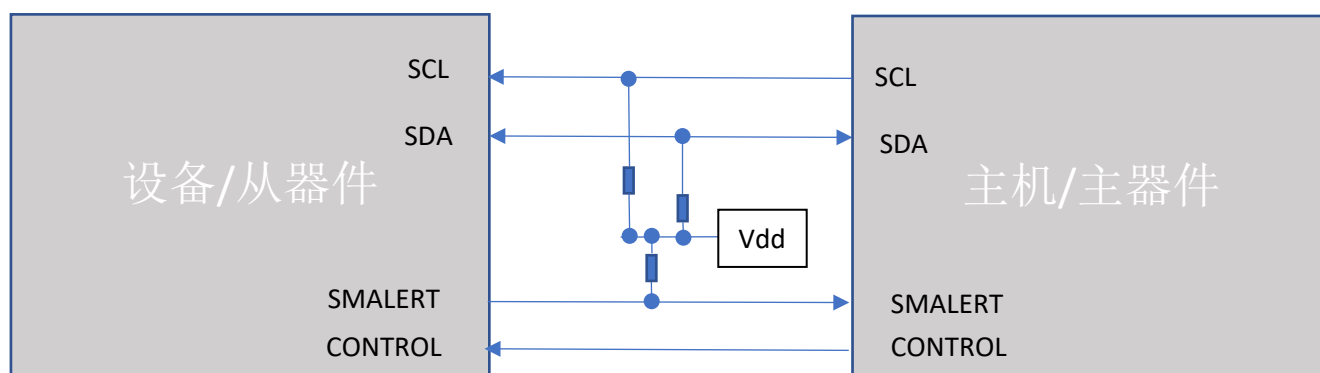 SCL
SDA
设备/从器件
SMALERT
CONTROL
Vdd
SCL
SDA
主机/主器件
SMALERT
CONTROL